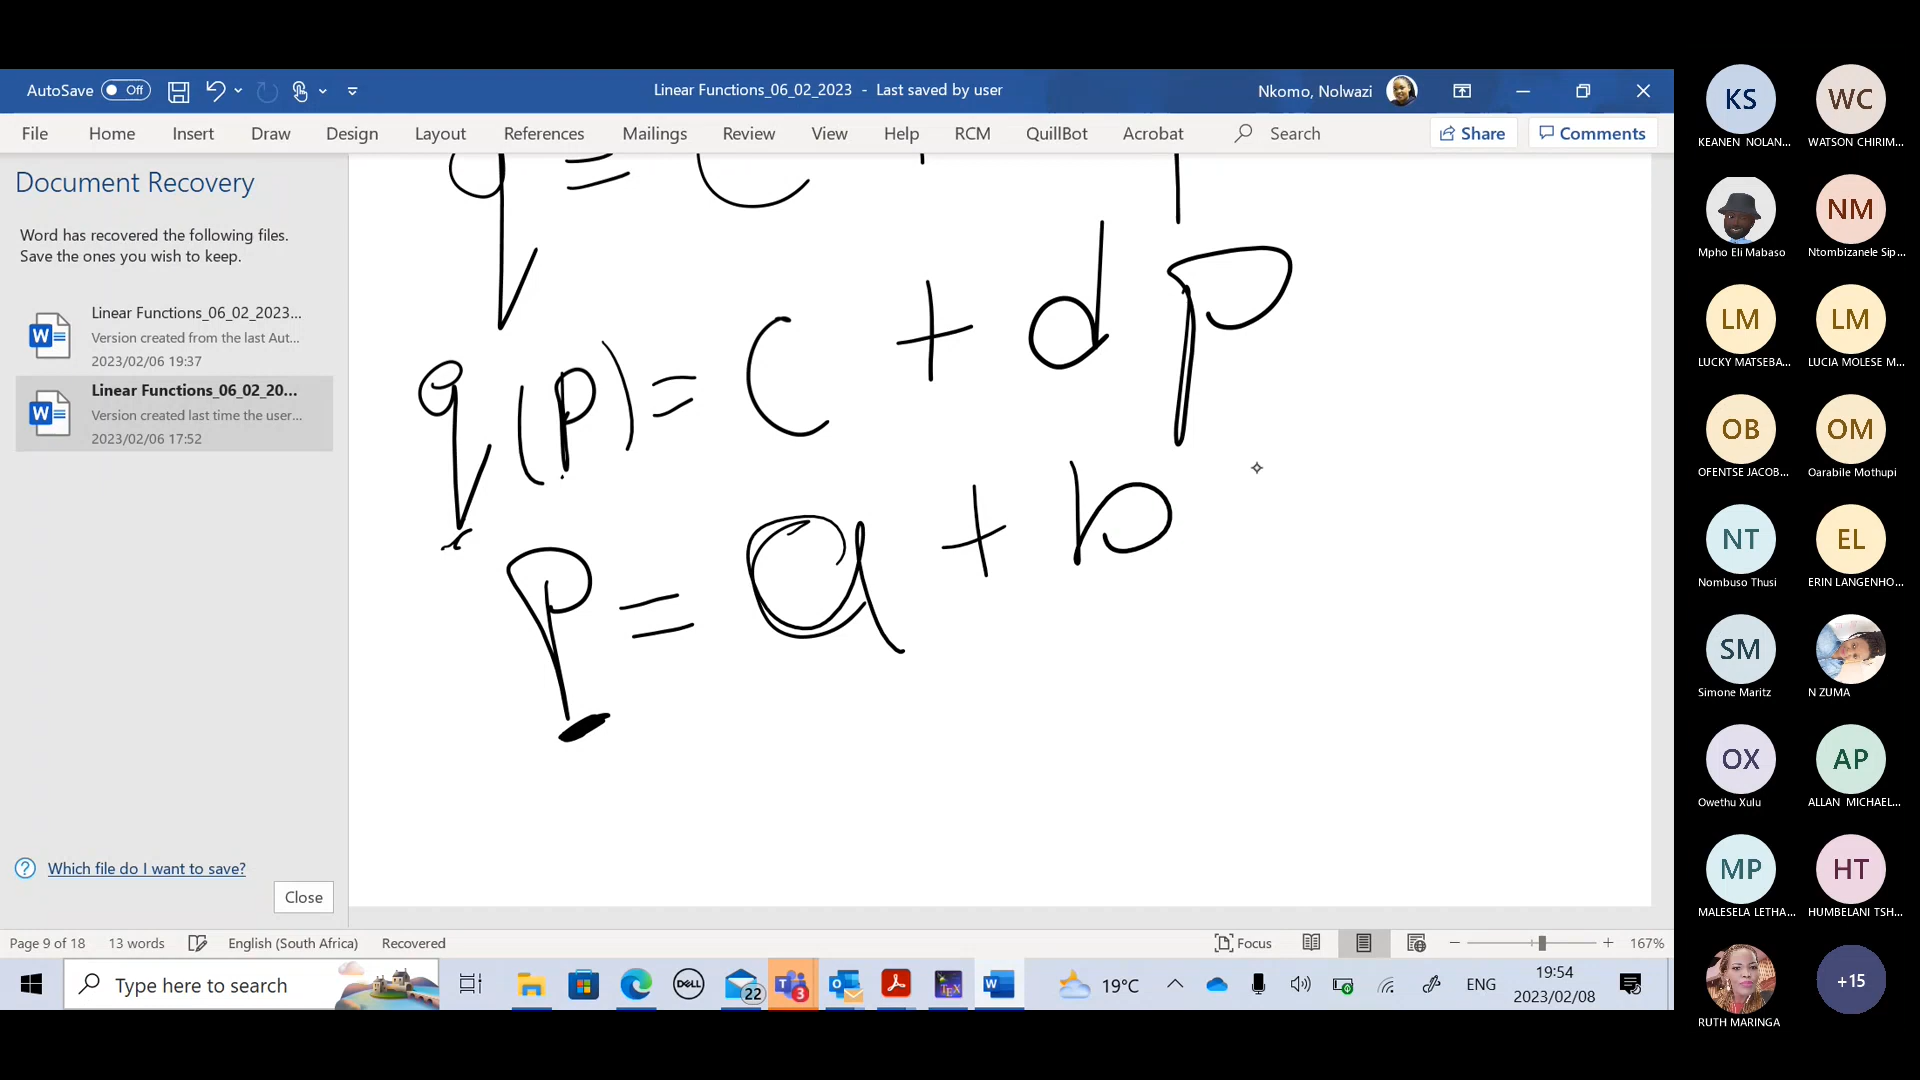 AutoSave Off
Linear Functions_06_02_2023 - Last saved by user
Nkomo, Nolwazi
File Home Insert Draw Design Layout References Mailings Review View Help RCM QuillBot Acrobat Search Share Comments
Document Recovery
Word has recovered the following files.
Save the ones you wish to keep.
Linear Functions_06_02_2023...
Version created from the last Aut...
2023/02/06 19:37
Linear Functions_06_02_20...
Version created last time the user...
2023/02/06 17:52
Which file do I want to save?
Close
q(p) = c + dp
p = a + b
Page 9 of 18 13 words English (South Africa) Recovered Focus 167%
Type here to search
22
3
19°C
ENG
19:54
2023/02/08
KS WC
KEANEN NOLAN... WATSON CHIRIM...
NM
Mpho Eli Mabaso Ntombizanele Sip...
LM LM
LUCKY MATSEBA... LUCIA MOLESE M...
OB OM
OFENTSE JACOB... Oarabile Mothupi
NT EL
Nombuso Thusi ERIN LANGENHO...
SM
Simone Maritz N ZUMA
OX AP
Owethu Xulu ALLAN MICHAEL...
MP HT
MALESELA LETHA... HUMBELANI TSH...
+15
RUTH MARINGA